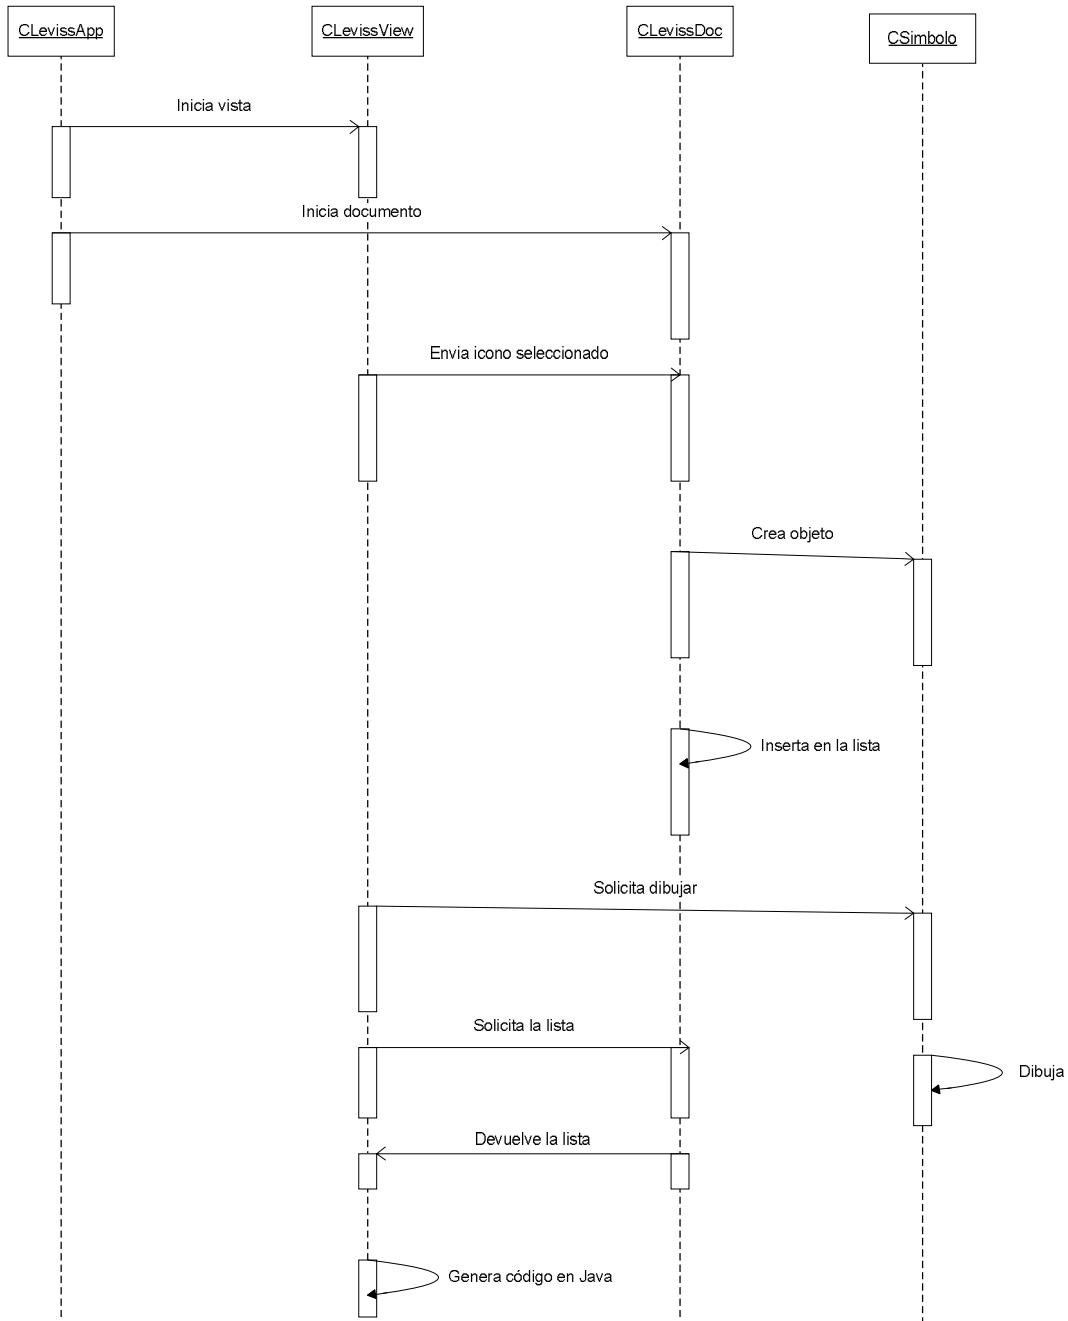 CLevissApp
CLevissView
CLevissDoc
CSimbolo
Inicia vista
Inicia documento
Envia icono seleccionado
Crea objeto
Inserta en la lista
Solicita dibujar
Solicita la lista
Dibuja
Devuelve la lista
Genera código en Java